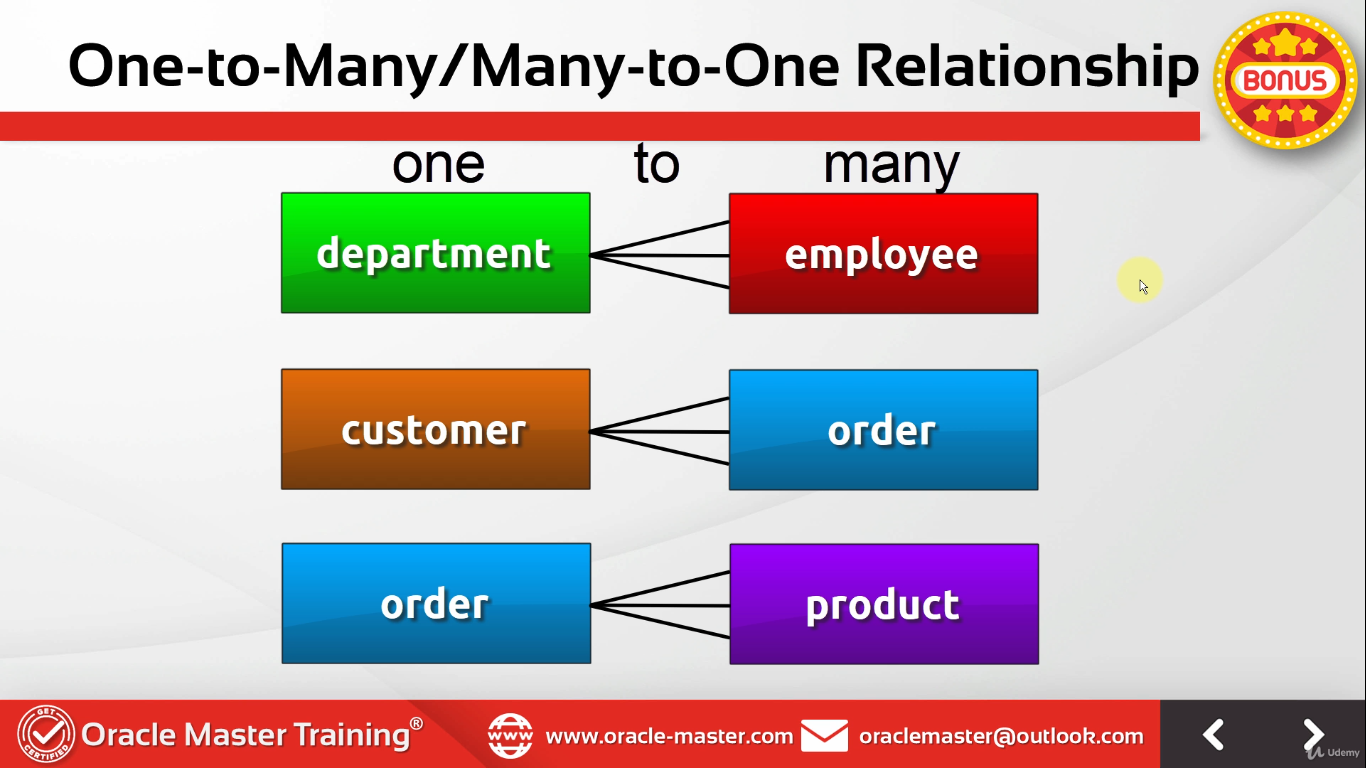 One-to-Many/Many-to-One Relationship
BONUS
one to many
department employee
customer order
order product
GET
CERTIFIED
Oracle Master Training®
www
www.oracle-master.com
oraclemaster@outlook.com
Udemy